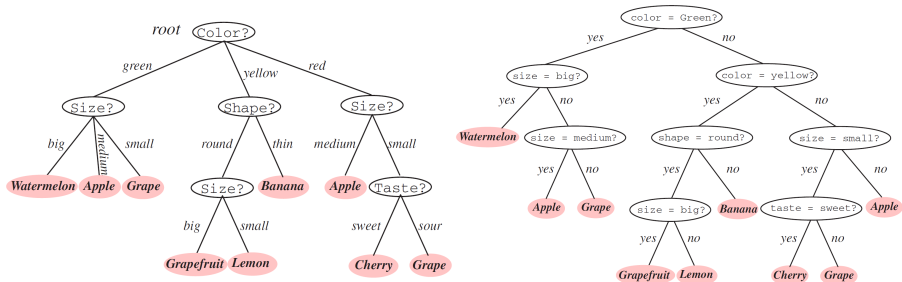 root Color?
green yellow red
Size? Shape? Size?
big medium small round thin medium small
Watermelon Apple Grape Size? Banana Apple Taste?
big small sweet sour
Grapefruit Lemon Cherry Grape
color = Green?
yes no
size = big? color = yellow?
yes no yes no
Watermelon size = medium? shape = round? size = small?
yes no yes no yes no
Apple Grape size = big? Banana taste = sweet? Apple
yes no yes no
Grapefruit Lemon Cherry Grape